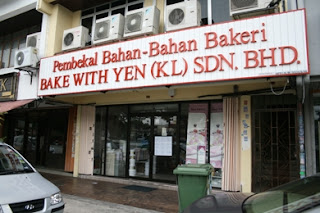 Pembekal Bahan-Bahan Bakeri
BAKE WITH YEN (KL) SDN. BHD.